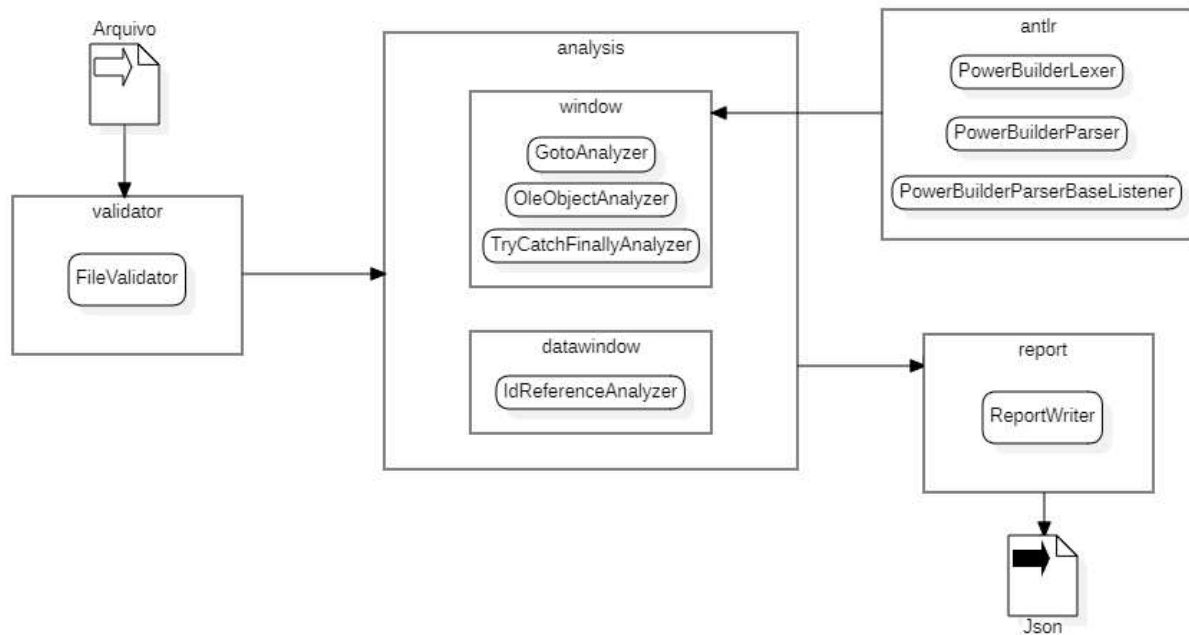 Arquivo
validator
FileValidator
analysis
window
GotoAnalyzer
OleObjectAnalyzer
TryCatchFinallyAnalyzer
datawindow
IdReferenceAnalyzer
antlr
PowerBuilderLexer
PowerBuilderParser
PowerBuilderParserBaseListener
report
ReportWriter
Json